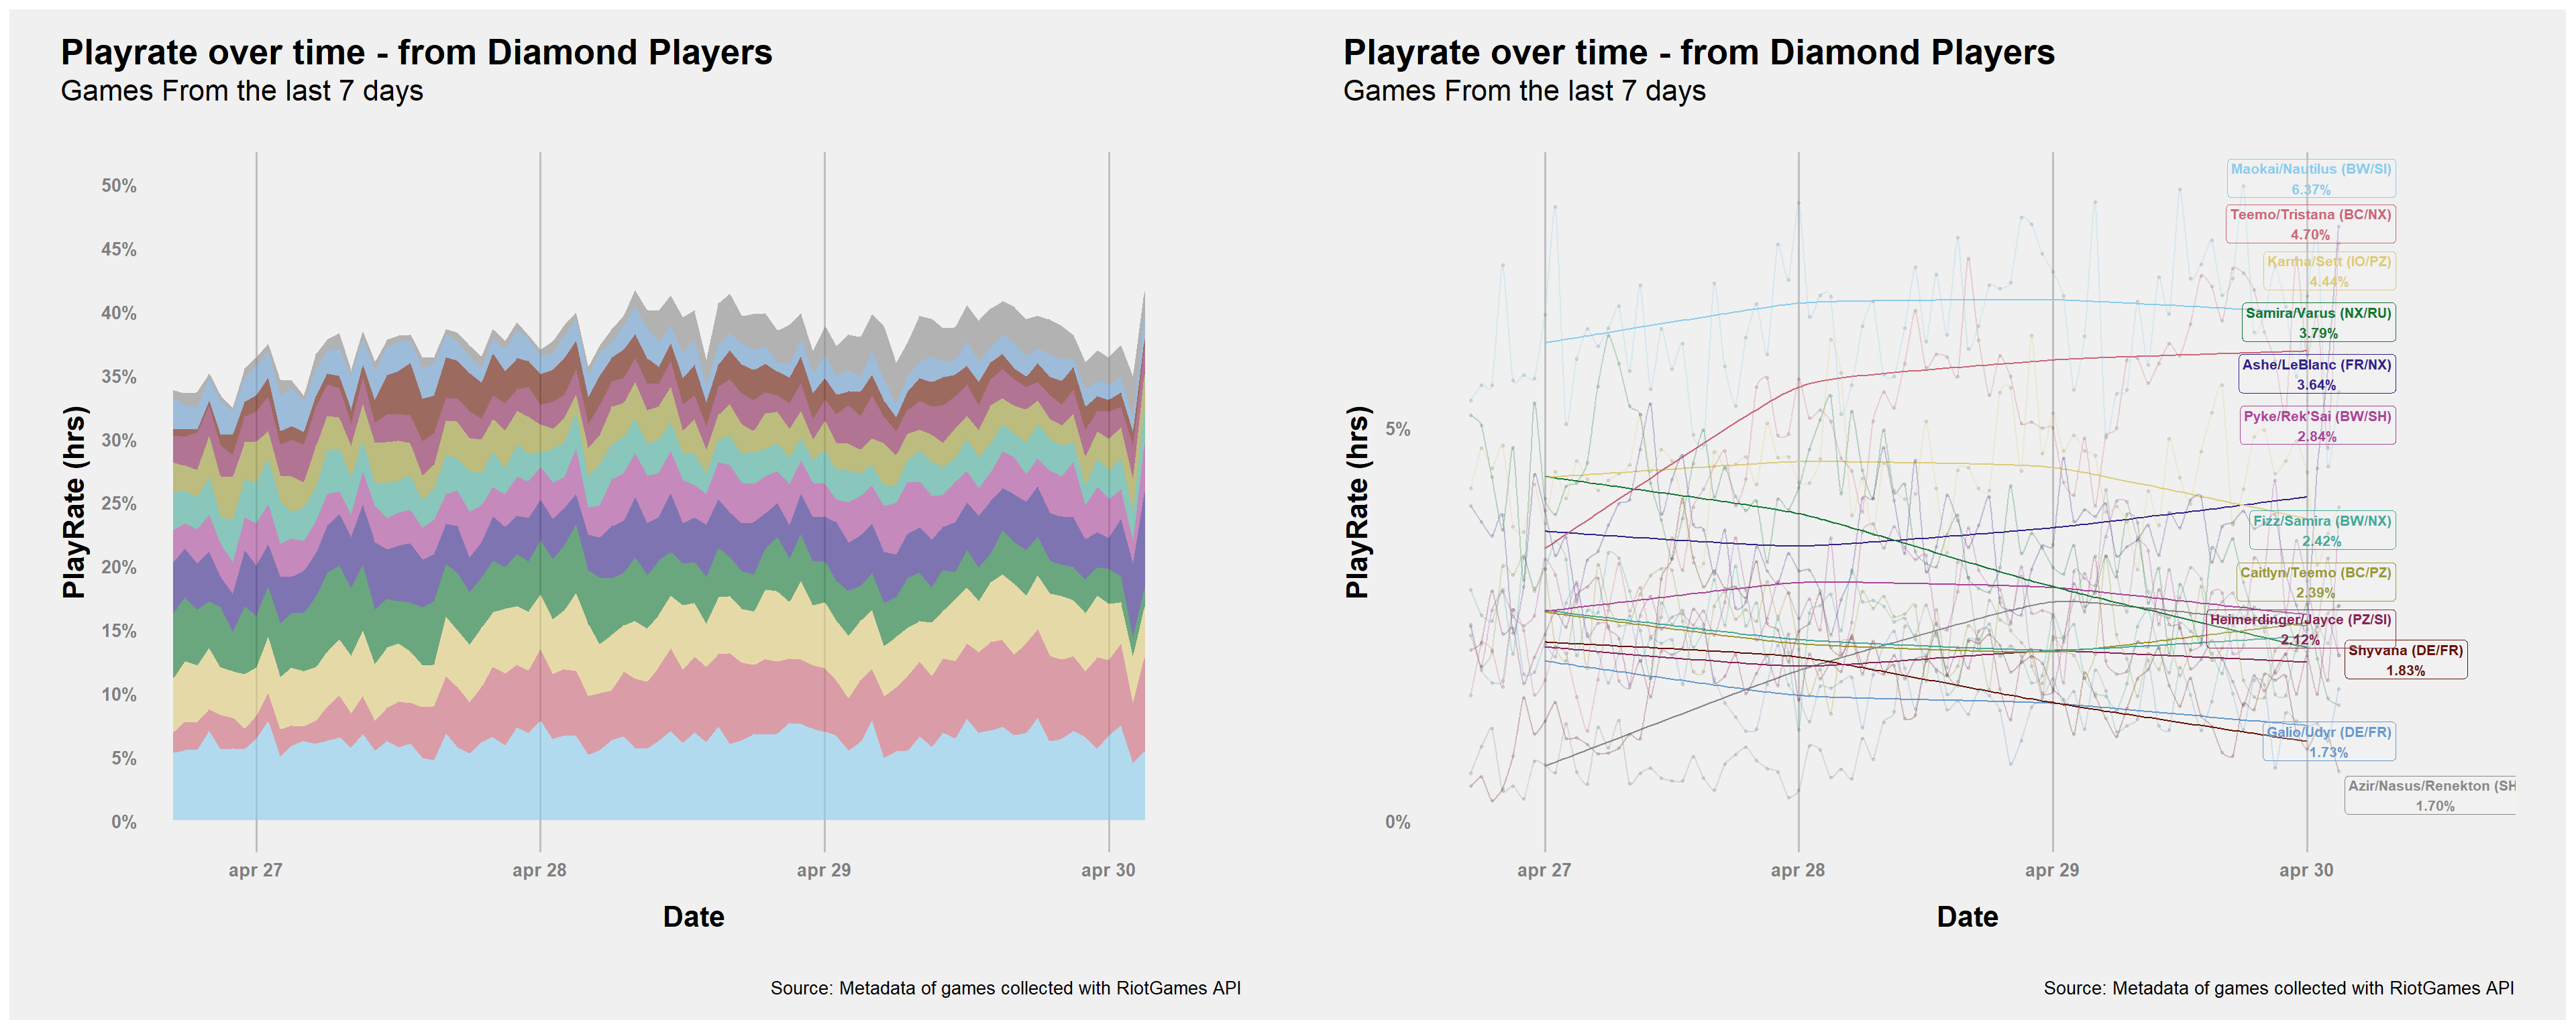 Playrate over time - from Diamond Players
Games From the last 7 days
PlayRate (hrs)
50%
45%
40%
35%
30%
25%
20%
15%
10%
5%
0%
apr 27
apr 28
apr 29
apr 30
Date
Source: Metadata of games collected with RiotGames API
Playrate over time - from Diamond Players
Games From the last 7 days
PlayRate (hrs)
5%
0%
Maokai/Nautilus (BW/SI)
6.37%
Teemo/Tristana (BC/NX)
4.70%
Karma/Sett (IO/PZ)
4.44%
Samira/Varus (NX/RU)
3.79%
Ashe/LeBlanc (FR/NX)
3.64%
Pyke/Rek'Sai (BW/SH)
2.84%
Fizz/Samira (BW/NX)
2.42%
Caitlyn/Teemo (BC/PZ)
2.39%
Heimerdinger/Jayce (PZ/SI)
2.12%
Shyvana (DE/FR)
1.83%
Galio/Udyr (DE/FR)
1.73%
Azir/Nasus/Renekton (SH
1.70%
apr 27
apr 28
apr 29
apr 30
Date
Source: Metadata of games collected with RiotGames API